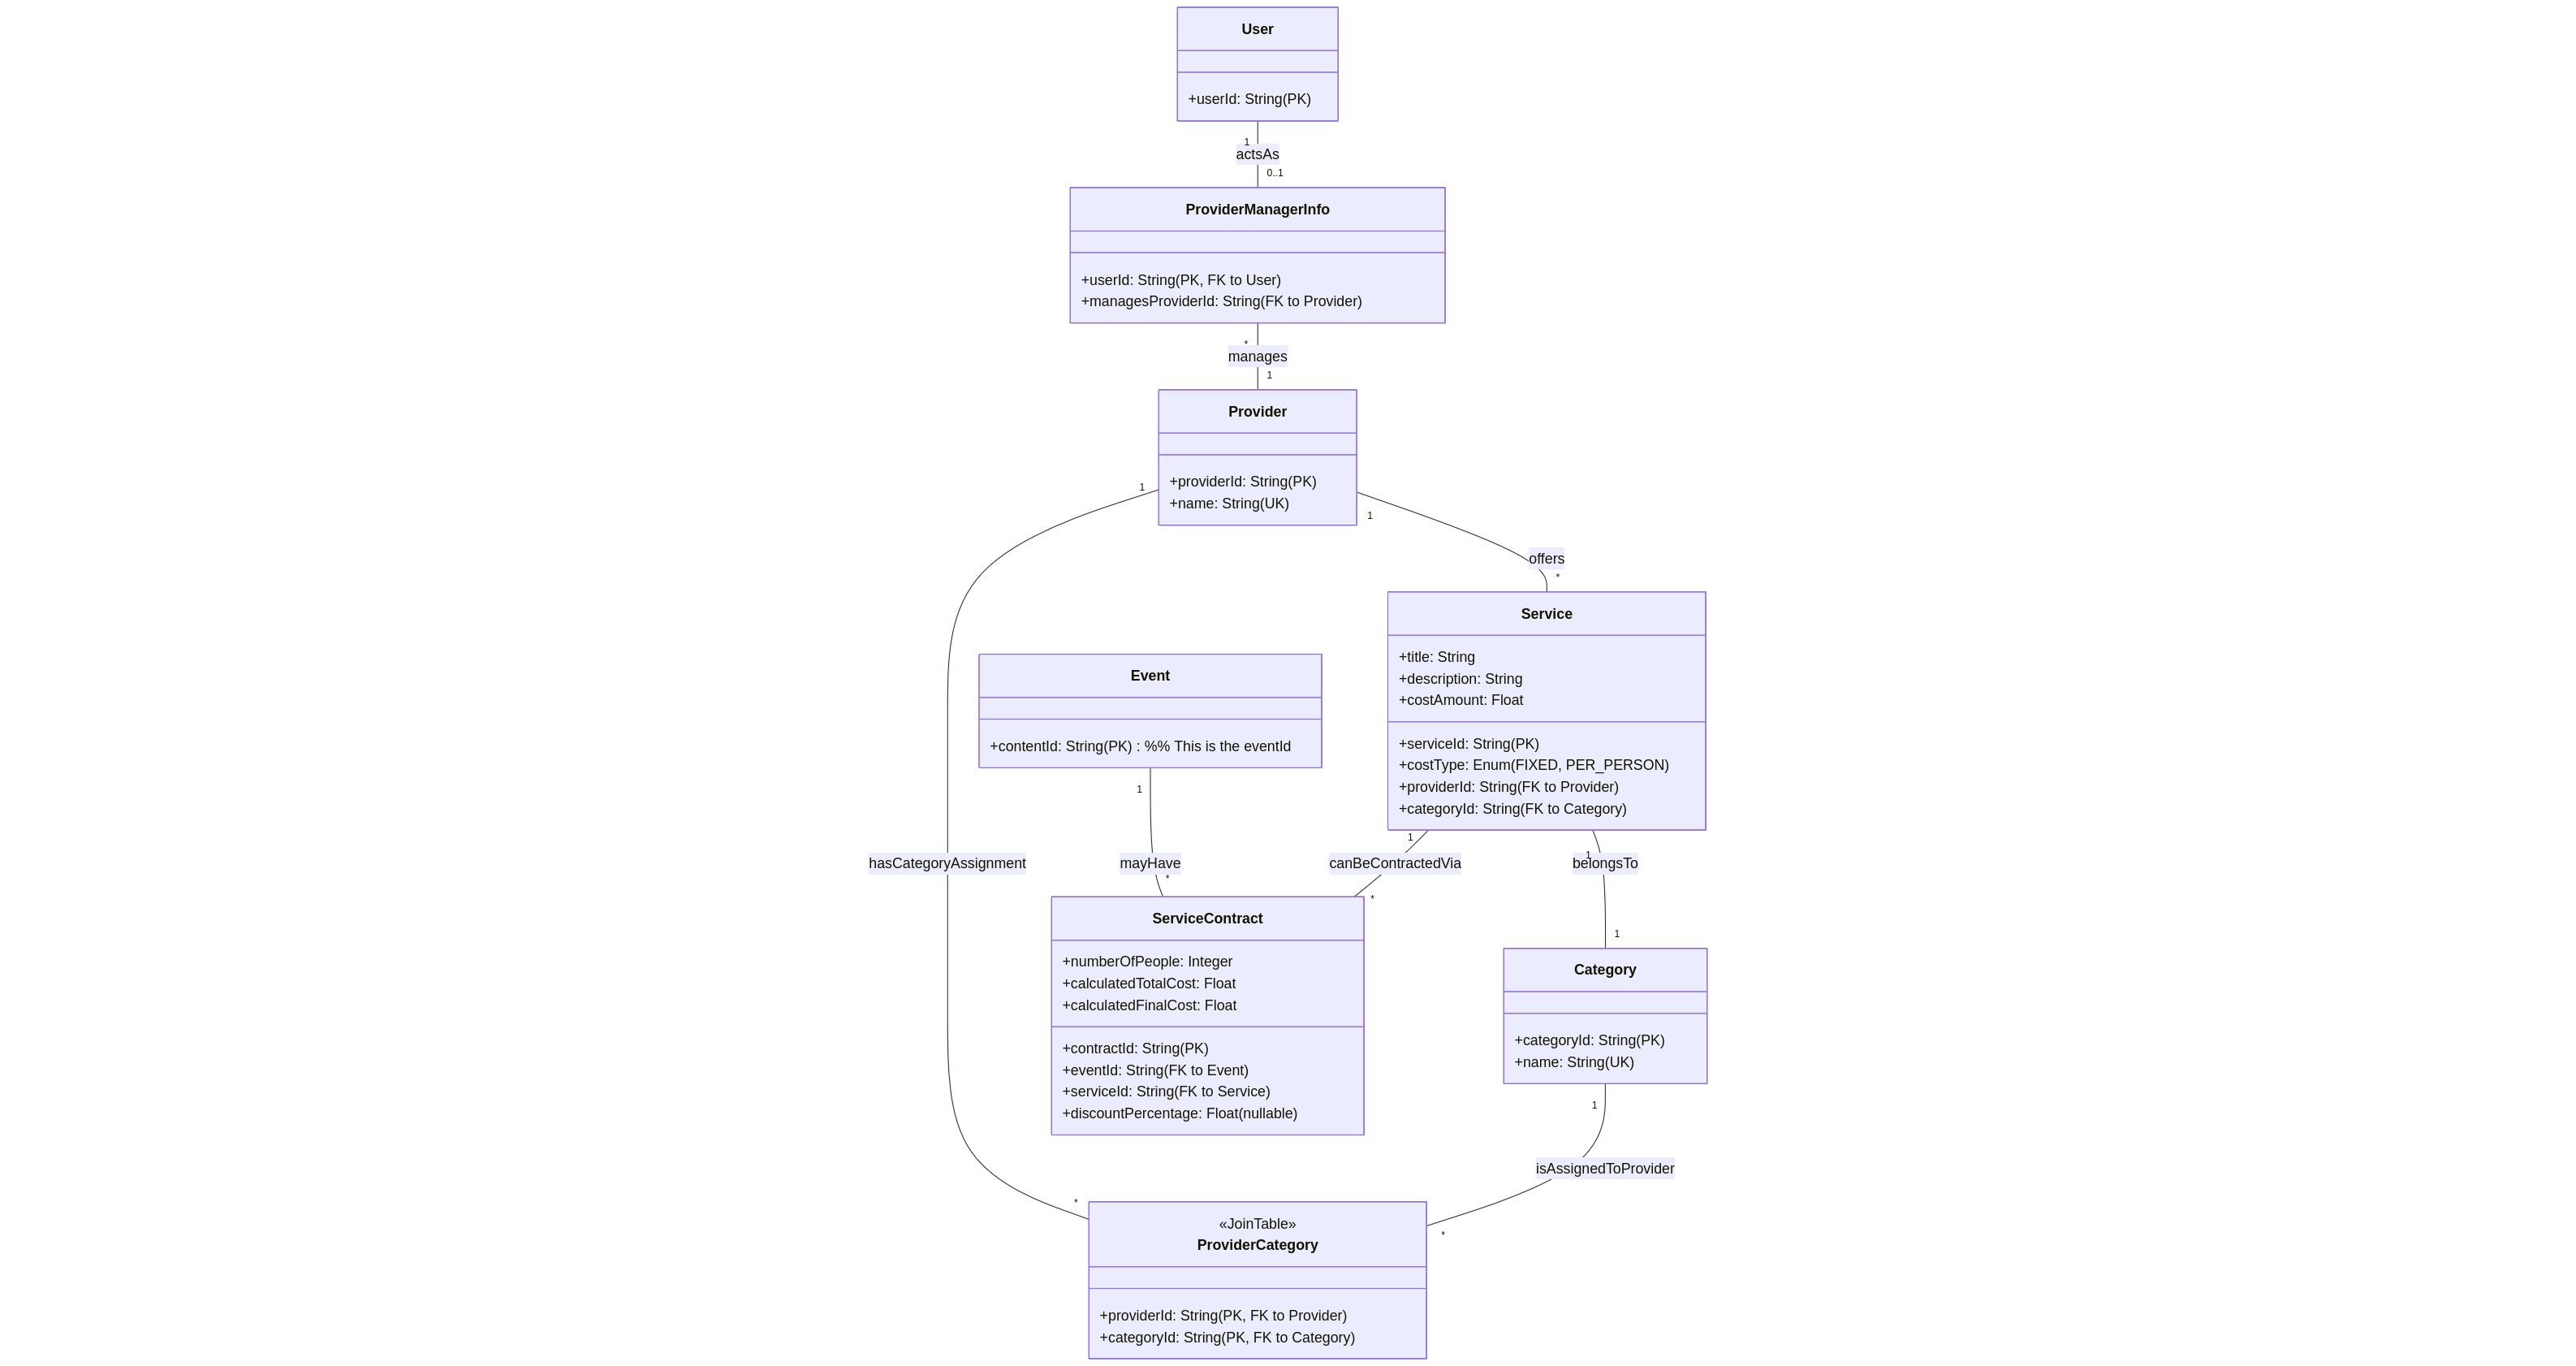 User
+userId: String(PK)
1
actsAs
0..1
ProviderManagerInfo
+userId: String(PK, FK to User)
+managesProviderId: String(FK to Provider)
*
manages
1
Provider
+providerId: String(PK)
+name: String(UK)
1
1
offers
*
Service
+title: String
+description: String
+costAmount: Float
+serviceId: String(PK)
+costType: Enum(FIXED, PER_PERSON)
+providerId: String(FK to Provider)
+categoryId: String(FK to Category)
Event
+contentId: String(PK) : %% This is the eventId
1
1
1
hasCategoryAssignment
mayHave
canBeContractedVia
belongsTo
*
*
1
ServiceContract
+numberOfPeople: Integer
+calculatedTotalCost: Float
+calculatedFinalCost: Float
+contractId: String(PK)
+eventId: String(FK to Event)
+serviceId: String(FK to Service)
+discountPercentage: Float(nullable)
Category
+categoryId: String(PK)
+name: String(UK)
1
isAssignedToProvider
*
*
«JoinTable»
ProviderCategory
+providerId: String(PK, FK to Provider)
+categoryId: String(PK, FK to Category)